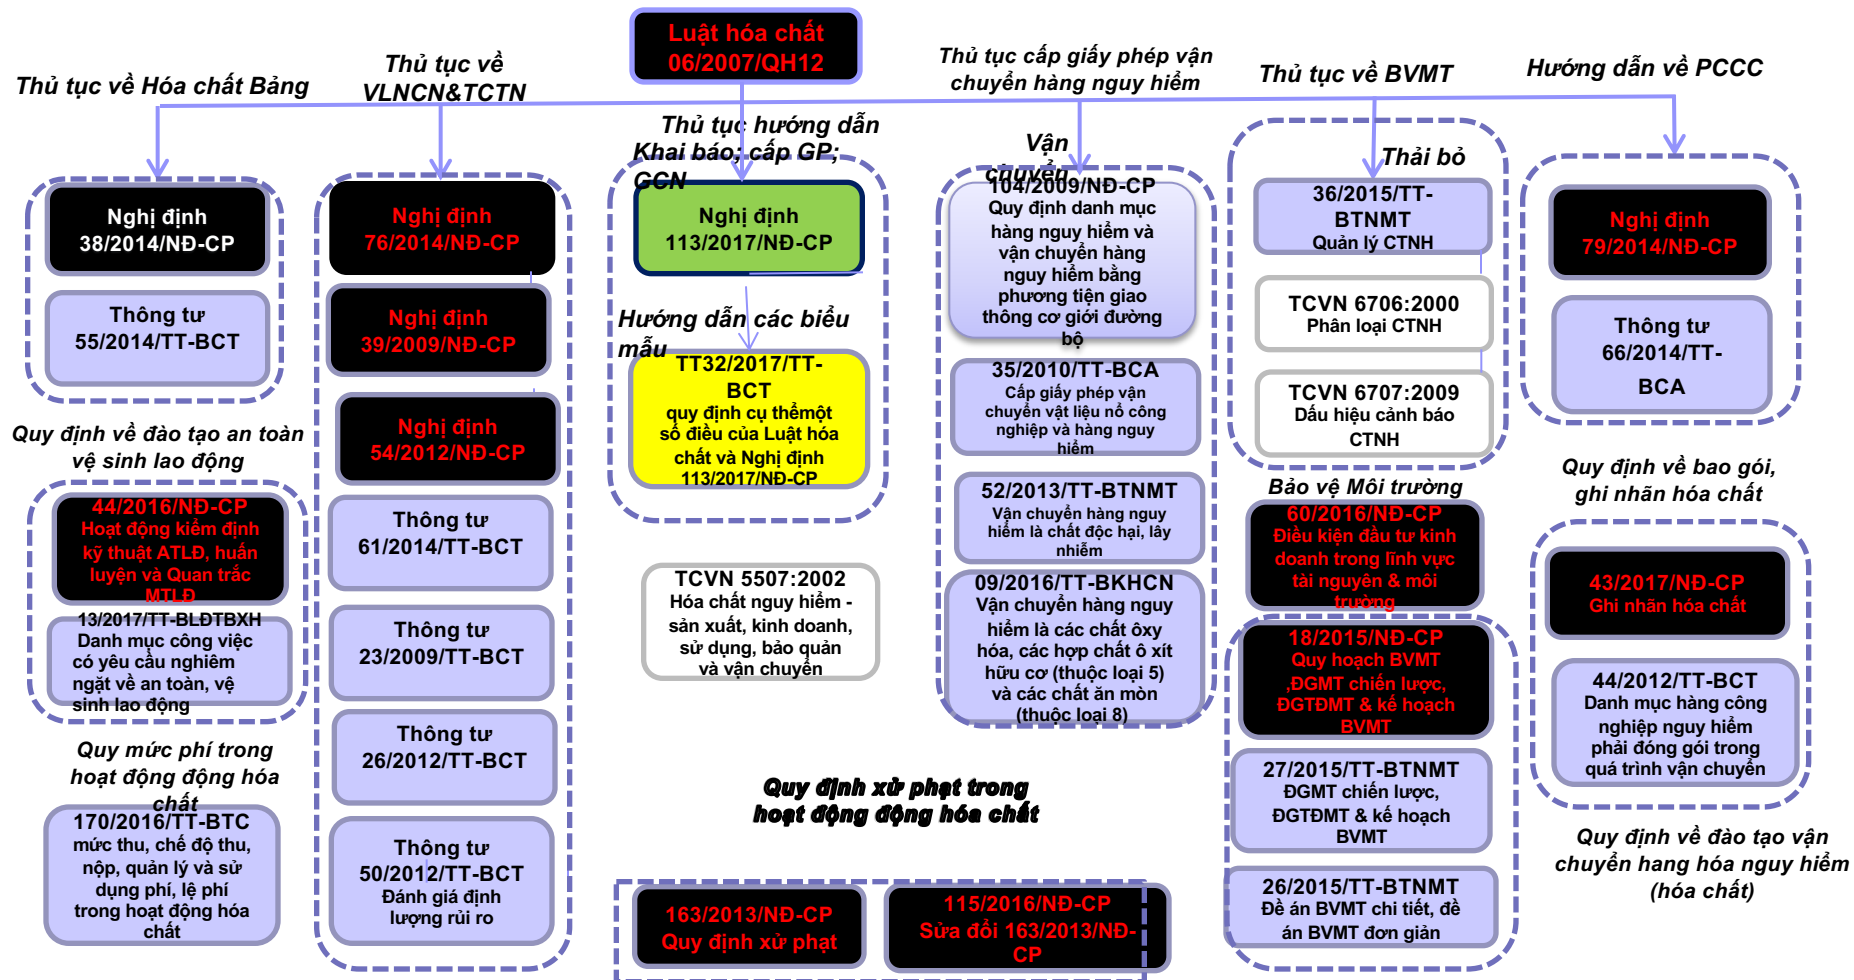 Luật hóa chất
06/2007/QH12
Thủ tục về Hóa chất Bảng
Nghị định
38/2014/NĐ-CP
Thông tư
55/2014/TT-BCT
Quy định về đào tạo an toàn
vệ sinh lao động
44/2016/NĐ-CP
Hoạt động kiểm định
kỹ thuật ATLĐ, huấn
luyện và Quan trắc
MTLĐ
13/2017/TT-BLĐTBXH
Danh mục công việc
có yêu cầu nghiêm
ngặt về an toàn, vệ
sinh lao động
Quy mức phí trong
hoạt động động hóa
chất
170/2016/TT-BTC
mức thu, chế độ thu,
nộp, quản lý và sử
dụng phí, lệ phí
trong hoạt động hóa
chất
Thủ tục về
VLNCN&TCTN
Nghị định
76/2014/NĐ-CP
Nghị định
39/2009/NĐ-CP
Nghị định
54/2012/NĐ-CP
Thông tư
61/2014/TT-BCT
Thông tư
23/2009/TT-BCT
Thông tư
26/2012/TT-BCT
Thông tư
50/2012/TT-BCT
Đánh giá định
lượng rủi ro
Thủ tục hướng dẫn
Khai báo; cấp GP;
GCN
Nghị định
113/2017/NĐ-CP
Hướng dẫn các biểu
mẫu
TT32/2017/TT-
BCT
quy định cụ thểmột
số điều của Luật hóa
chất và Nghị định
113/2017/NĐ-CP
TCVN 5507:2002
Hóa chất nguy hiểm -
sản xuất, kinh doanh,
sử dụng, bảo quản
và vận chuyển
Quy định xử phạt trong
hoạt động động hóa chất
163/2013/NĐ-CP
Quy định xử phạt
115/2016/NĐ-CP
Sửa đổi 163/2013/NĐ-
CP
Thủ tục cấp giấy phép vận
chuyển hàng nguy hiểm
Vận
chuyển
104/2009/NĐ-CP
Quy định danh mục
hàng nguy hiểm và
vận chuyển hàng
nguy hiểm bằng
phương tiện giao
thông cơ giới đường
bộ
35/2010/TT-BCA
Cấp giấy phép vận
chuyển vật liệu nổ công
nghiệp và hàng nguy
hiểm
52/2013/TT-BTNMT
Vận chuyển hàng nguy
hiểm là chất độc hại, lây
nhiễm
09/2016/TT-BKHCN
Vận chuyển hàng nguy
hiểm là các chất ôxy
hóa, các hợp chất ô xít
hữu cơ (thuộc loại 5)
và các chất ăn mòn
(thuộc loại 8)
Thủ tục về BVMT
Thải bỏ
36/2015/TT-
BTNMT
Quản lý CTNH
TCVN 6706:2000
Phân loại CTNH
TCVN 6707:2009
Dấu hiệu cảnh báo
CTNH
Bảo vệ Môi trường
60/2016/NĐ-CP
Điều kiện đầu tư kinh
doanh trong lĩnh vực
tài nguyên & môi
trường
18/2015/NĐ-CP
Quy hoạch BVMT
,ĐGMT chiến lược,
ĐGTĐMT & kế hoạch
BVMT
27/2015/TT-BTNMT
ĐGMT chiến lược,
ĐGTĐMT & kế hoạch
BVMT
26/2015/TT-BTNMT
Đề án BVMT chi tiết, đề
án BVMT đơn giản
Hướng dẫn về PCCC
Nghị định
79/2014/NĐ-CP
Thông tư
66/2014/TT-
BCA
Quy định về bao gói,
ghi nhãn hóa chất
43/2017/NĐ-CP
Ghi nhãn hóa chất
44/2012/TT-BCT
Danh mục hàng công
nghiệp nguy hiểm
phải đóng gói trong
quá trình vận chuyển
Quy định về đào tạo vận
chuyển hang hóa nguy hiểm
(hóa chất)